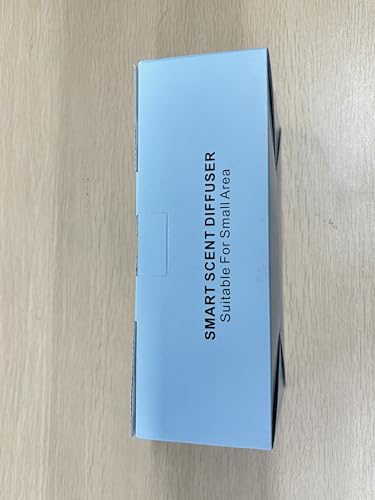 SMART SCENT DIFFUSER
Suitable For Small Area